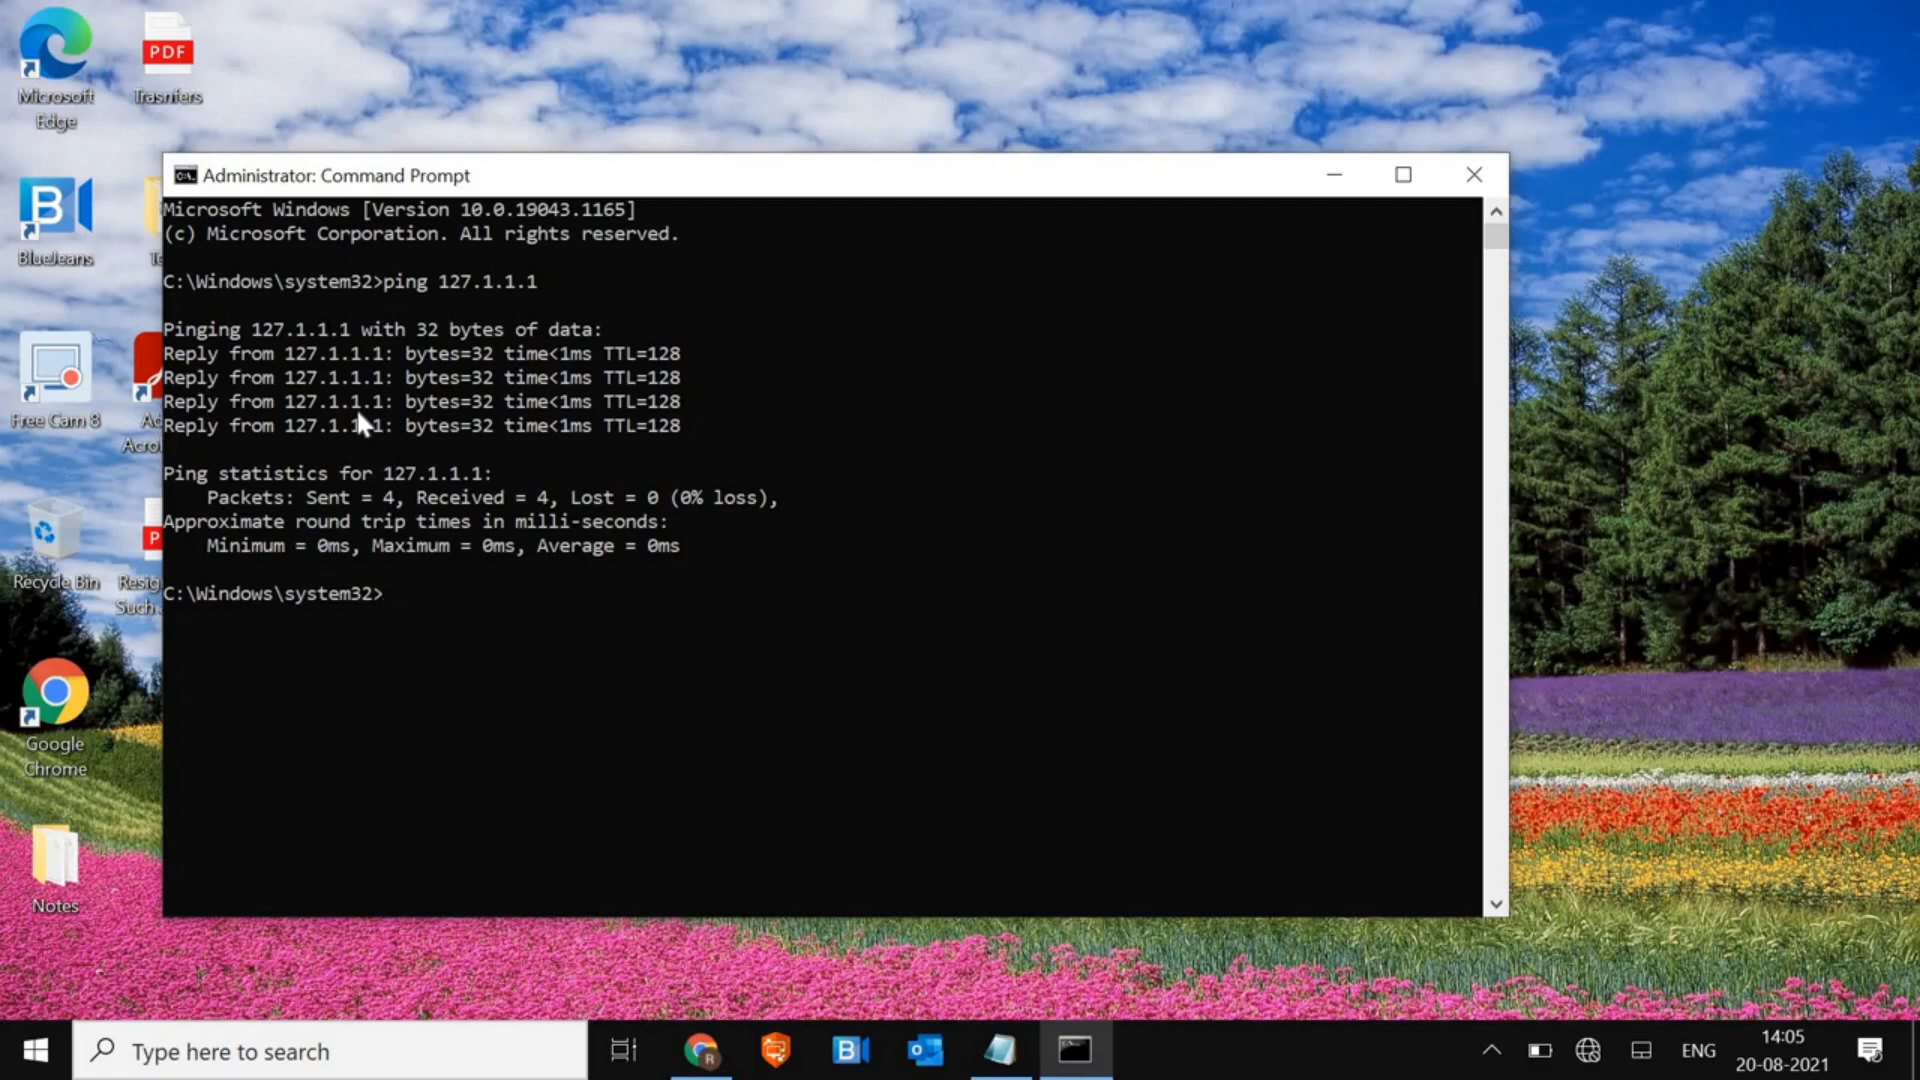 Microsoft
Edge
PDF
Trasnfers
Administrator: Command Prompt
Microsoft Windows [Version 10.0.19043.1165]
(c) Microsoft Corporation. All rights reserved.
C:\Windows\system32>ping 127.1.1.1
Pinging 127.1.1.1 with 32 bytes of data:
Reply from 127.1.1.1: bytes=32 time<1ms TTL=128
Reply from 127.1.1.1: bytes=32 time<1ms TTL=128
Reply from 127.1.1.1: bytes=32 time<1ms TTL=128
Reply from 127.1.1.1: bytes=32 time<1ms TTL=128
Ping statistics for 127.1.1.1:
Packets: Sent = 4, Received = 4, Lost = 0 (0% loss),
Approximate round trip times in milli-seconds:
Minimum = 0ms, Maximum = 0ms, Average = 0ms
C:\Windows\system32>
B
BlueJeans
Free Cam 8
Recycle Bin
Resig
Such
Google
Chrome
Notes
Type here to search
R
B
o
ENG
14:05
20-08-2021